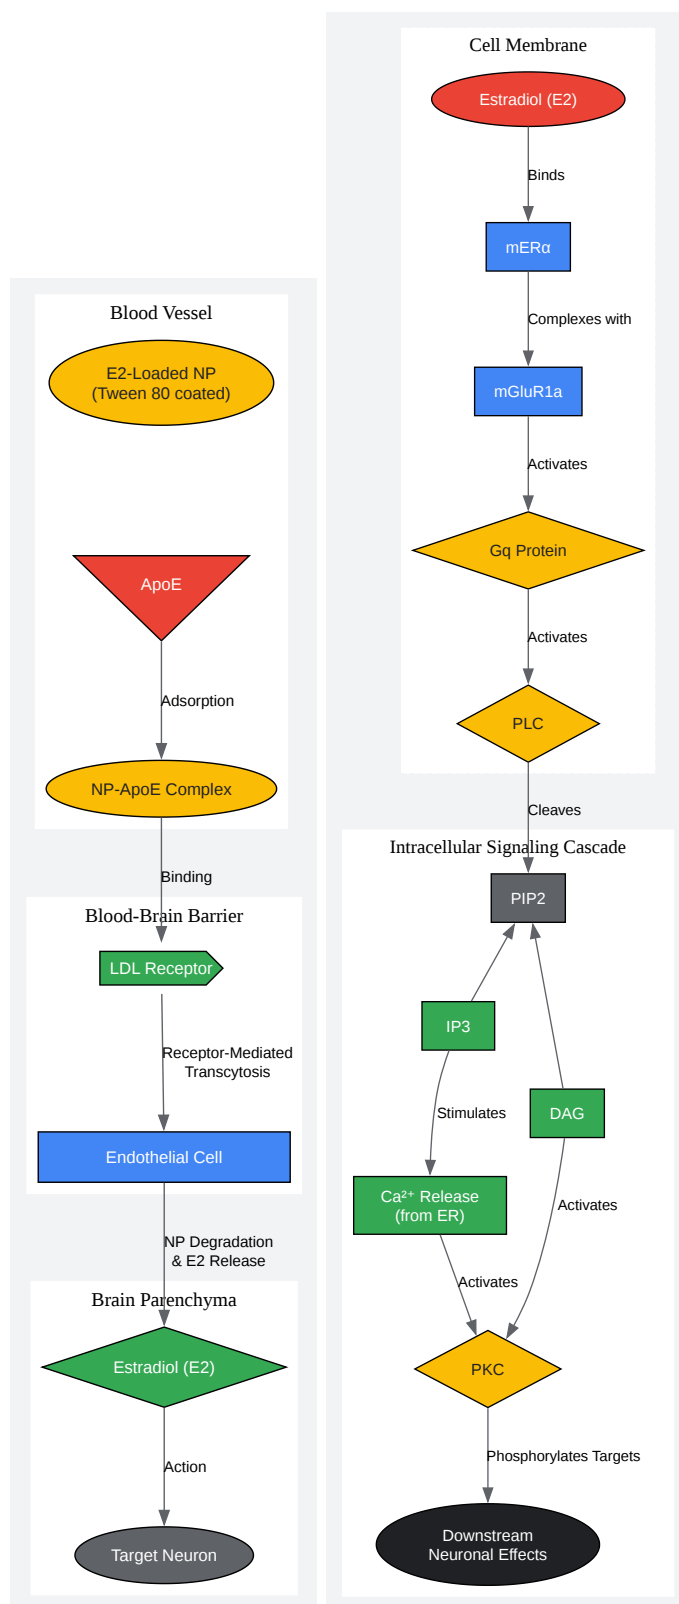 Blood Vessel
E2-Loaded NP
(Tween 80 coated)
ApoE
Adsorption
NP-ApoE Complex
Binding
Blood-Brain Barrier
LDL Receptor
Receptor-Mediated
Transcytosis
Endothelial Cell
NP Degradation
& E2 Release
Brain Parenchyma
Estradiol (E2)
Action
Target Neuron
Cell Membrane
Estradiol (E2)
Binds
mERα
Complexes with
mGluR1a
Activates
Gq Protein
Activates
PLC
Cleaves
Intracellular Signaling Cascade
PIP2
IP3
DAG
Stimulates
Ca²⁺ Release
(from ER)
Activates
Activates
PKC
Phosphorylates Targets
Downstream
Neuronal Effects